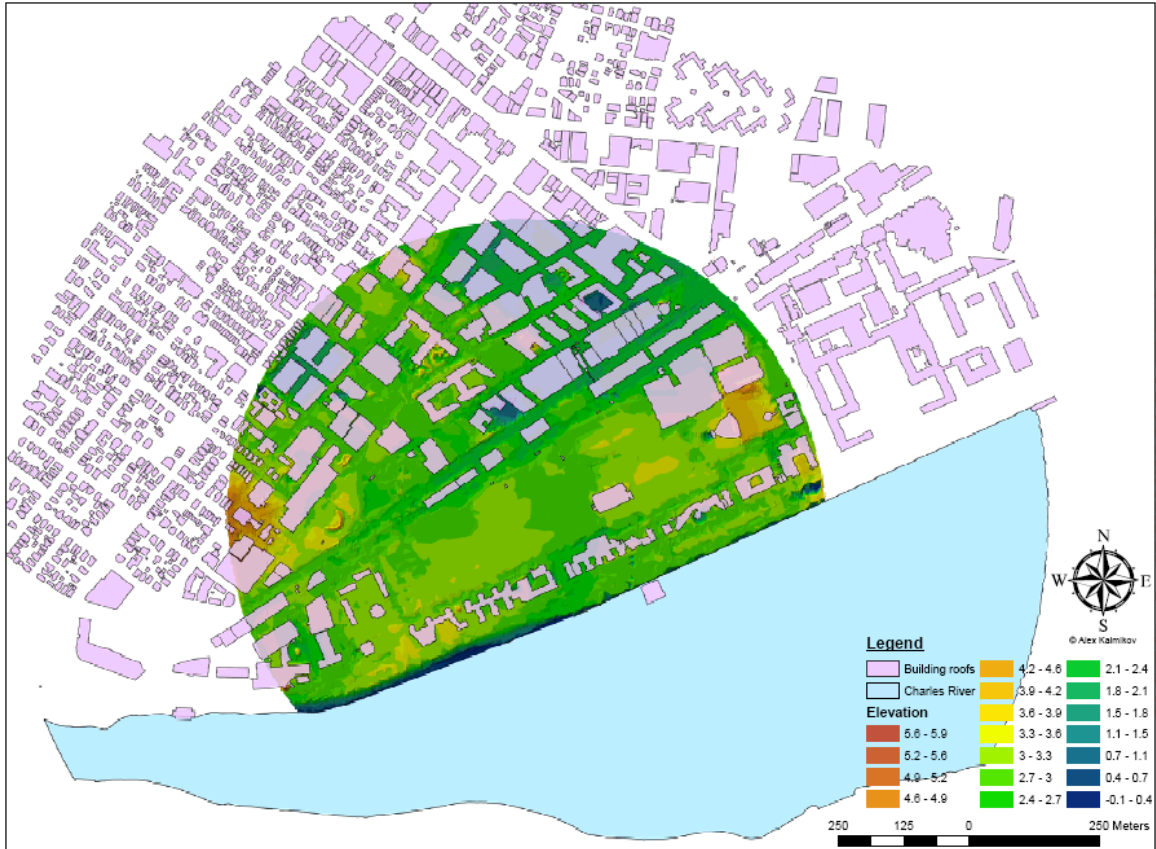 N
W E
S
© Alex Kalmikov
Legend
Building roofs
Charles River
Elevation
5.6 - 5.9
5.2 - 5.6
4.9 - 5.2
4.6 - 4.9
4.2 - 4.6
3.9 - 4.2
3.6 - 3.9
3.3 - 3.6
3 - 3.3
2.7 - 3
2.4 - 2.7
2.1 - 2.4
1.8 - 2.1
1.5 - 1.8
1.1 - 1.5
0.7 - 1.1
0.4 - 0.7
-0.1 - 0.4
250 125 0 250 Meters